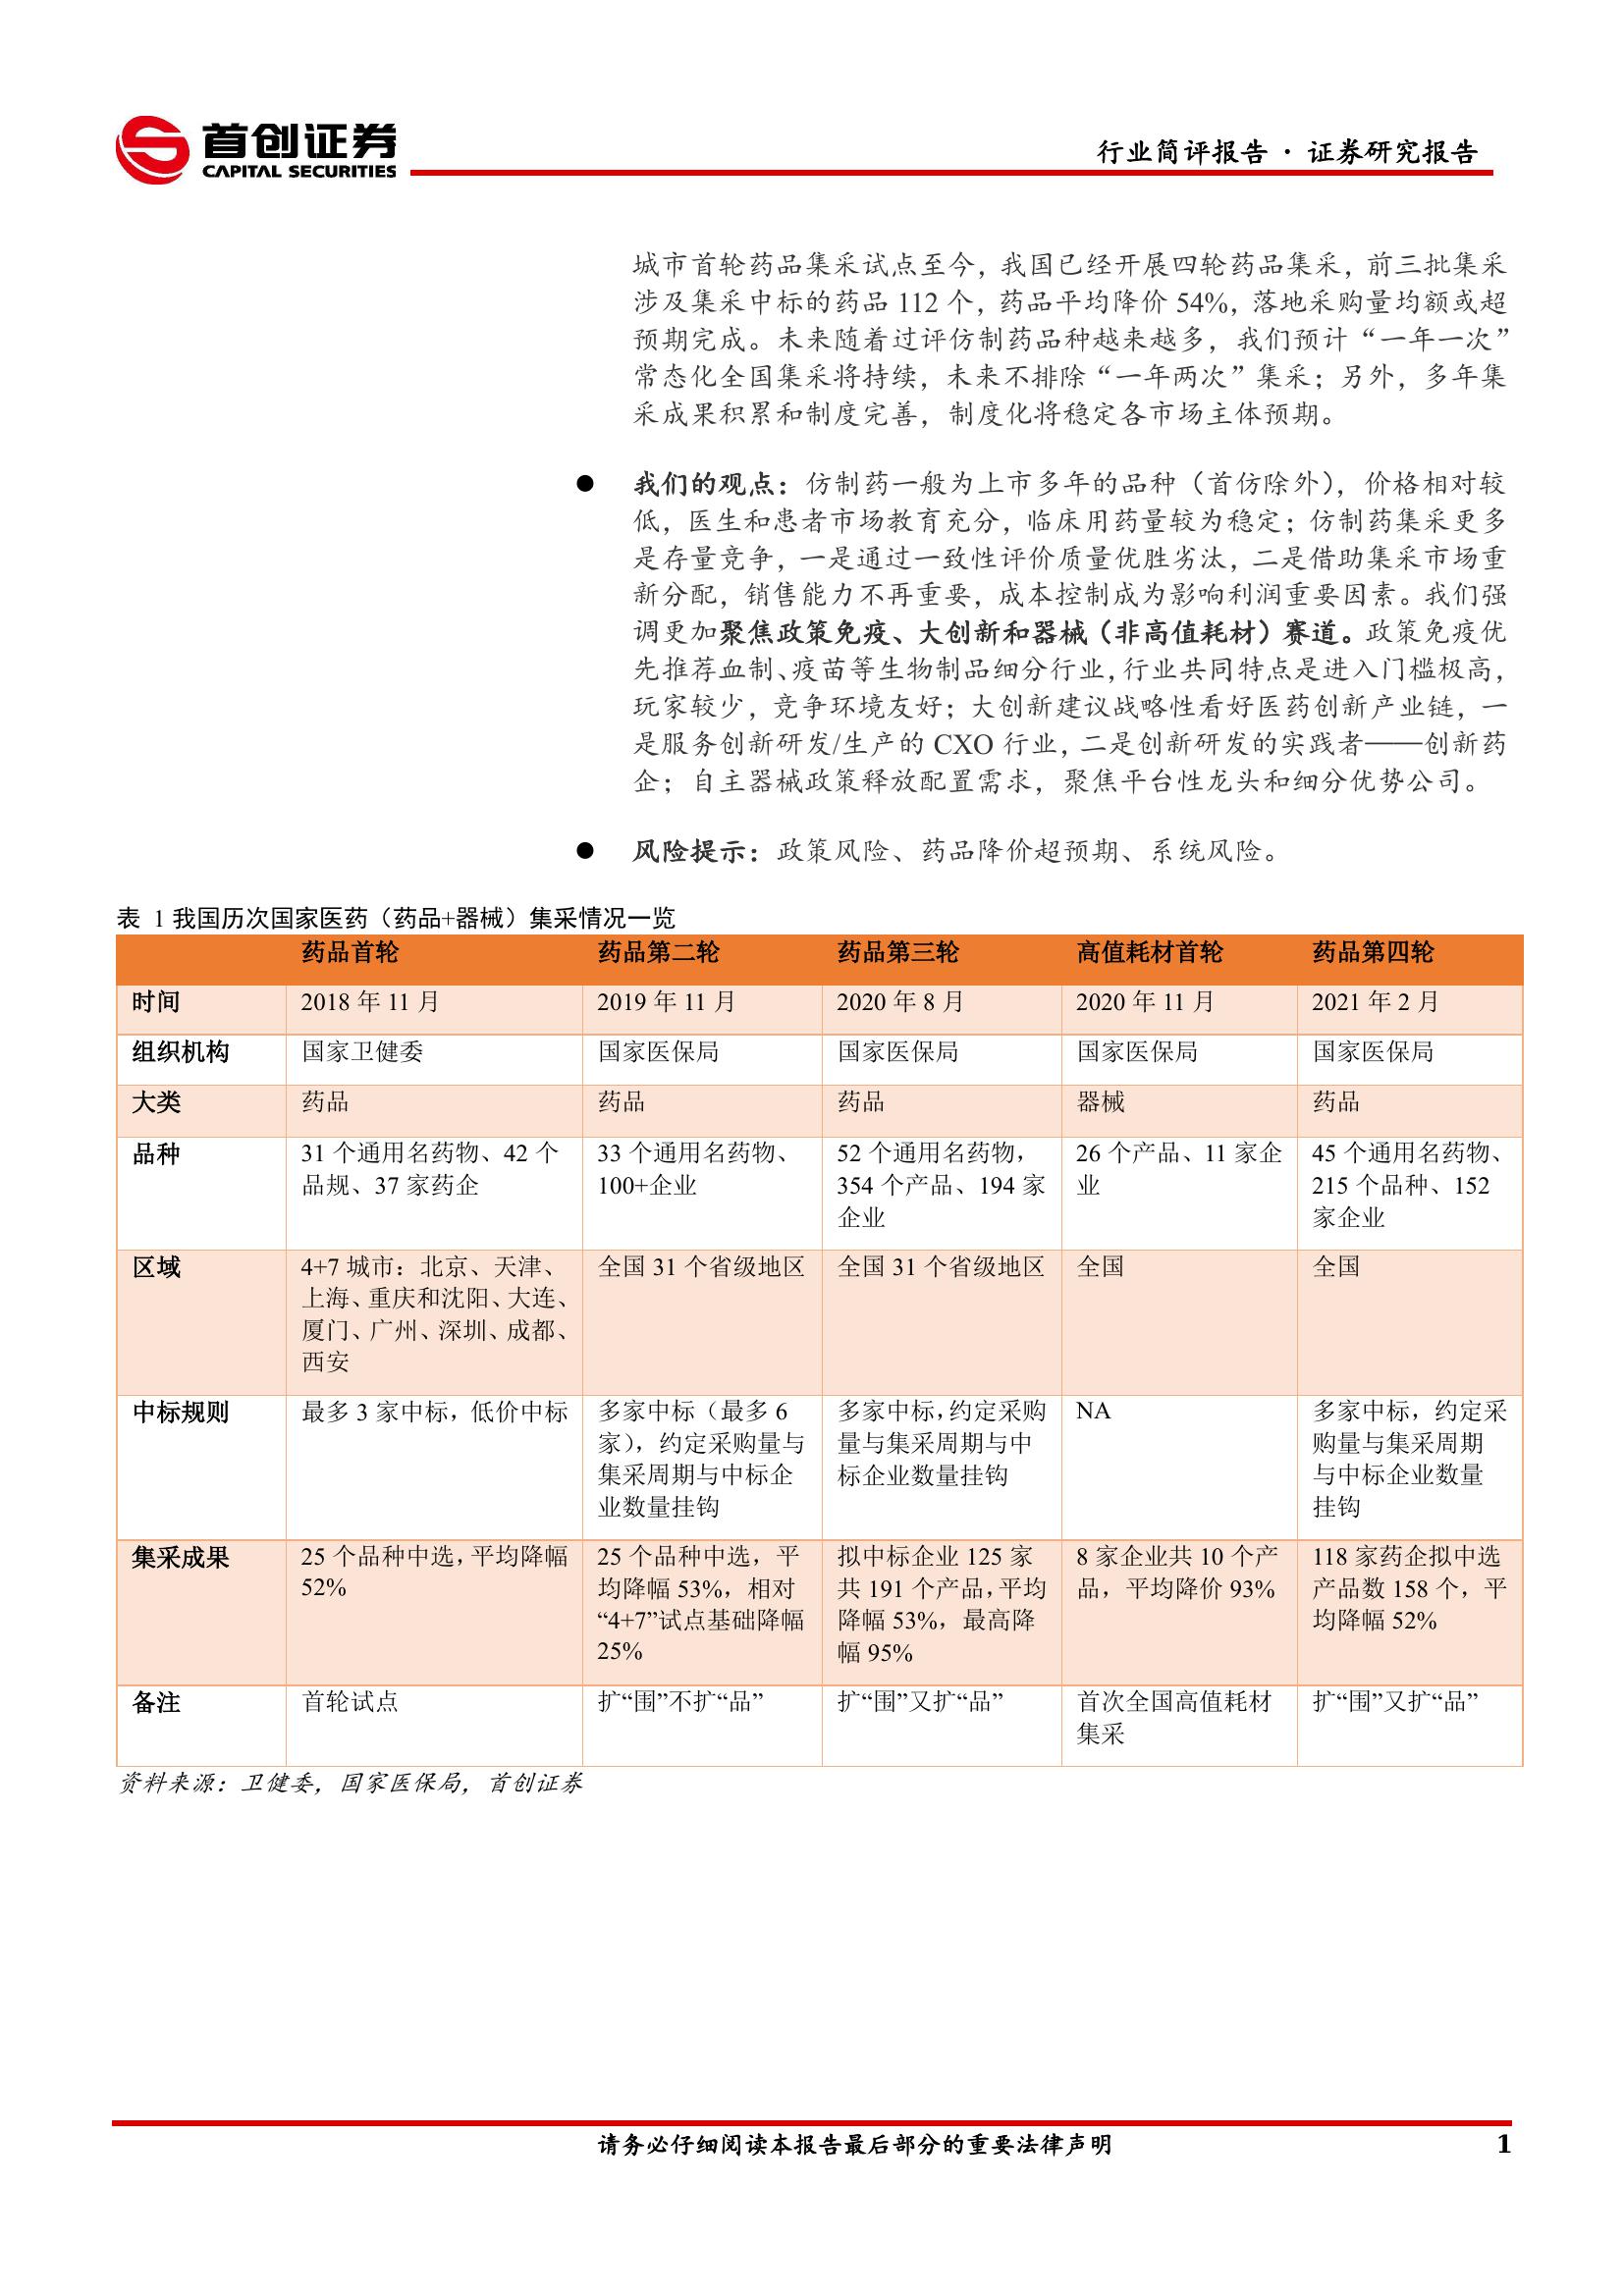 首创证券
CAPITAL SECURITIES
行业简评报告 · 证券研究报告
城市首轮药品集采试点至今，我国已经开展四轮药品集采，前三批集采
涉及集采中标的药品 112 个，药品平均降价 54%，落地采购量均额或超
预期完成。未来随着过评仿制药品种越来越多，我们预计“一年一次”
常态化全国集采将持续，未来不排除“一年两次”集采；另外，多年集
采成果积累和制度完善，制度化将稳定各市场主体预期。
● 我们的观点：仿制药一般为上市多年的品种（首仿除外），价格相对较
低，医生和患者市场教育充分，临床用药量较为稳定；仿制药集采更多
是存量竞争，一是通过一致性评价质量优胜劣汰，二是借助集采市场重
新分配，销售能力不再重要，成本控制成为影响利润重要因素。我们强
调更加聚焦政策免疫、大创新和器械（非高值耗材）赛道。政策免疫优
先推荐血制、疫苗等生物制品细分行业，行业共同特点是进入门槛极高，
玩家较少，竞争环境友好；大创新建议战略性看好医药创新产业链，一
是服务创新研发/生产的 CXO 行业，二是创新研发的实践者——创新药
企；自主器械政策释放配置需求，聚焦平台性龙头和细分优势公司。
● 风险提示：政策风险、药品降价超预期、系统风险。
表 1 我国历次国家医药（药品+器械）集采情况一览
药品首轮 药品第二轮 药品第三轮 高值耗材首轮 药品第四轮
时间 2018 年 11 月 2019 年 11 月 2020 年 8 月 2020 年 11 月 2021 年 2 月
组织机构 国家卫健委 国家医保局 国家医保局 国家医保局 国家医保局
大类 药品 药品 药品 器械 药品
品种
31 个通用名药物、42 个
品规、37 家药企
33 个通用名药物、
100+企业
52 个通用名药物，
354 个产品、194 家
企业
26 个产品、11 家企
业
45 个通用名药物、
215 个品种、152
家企业
区域
4+7 城市：北京、天津、
上海、重庆和沈阳、大连、
厦门、广州、深圳、成都、
西安
全国 31 个省级地区
全国 31 个省级地区
全国
全国
中标规则
最多 3 家中标，低价中标
多家中标（最多 6
家），约定采购量与
集采周期与中标企
业数量挂钩
多家中标，约定采购
量与集采周期与中
标企业数量挂钩
NA
多家中标，约定采
购量与集采周期
与中标企业数量
挂钩
集采成果
25 个品种中选，平均降幅
52%
25 个品种中选，平
均降幅 53%，相对
“4+7”试点基础降幅
25%
拟中标企业 125 家
共 191 个产品，平均
降幅 53%，最高降
幅 95%
8 家企业共 10 个产
品，平均降价 93%
118 家药企拟中选
产品数 158 个，平
均降幅 52%
备注
首轮试点
扩“围”不扩“品”
扩“围”又扩“品”
首次全国高值耗材
集采
扩“围”又扩“品”
资料来源：卫健委，国家医保局，首创证券
请务必仔细阅读本报告最后部分的重要法律声明 1